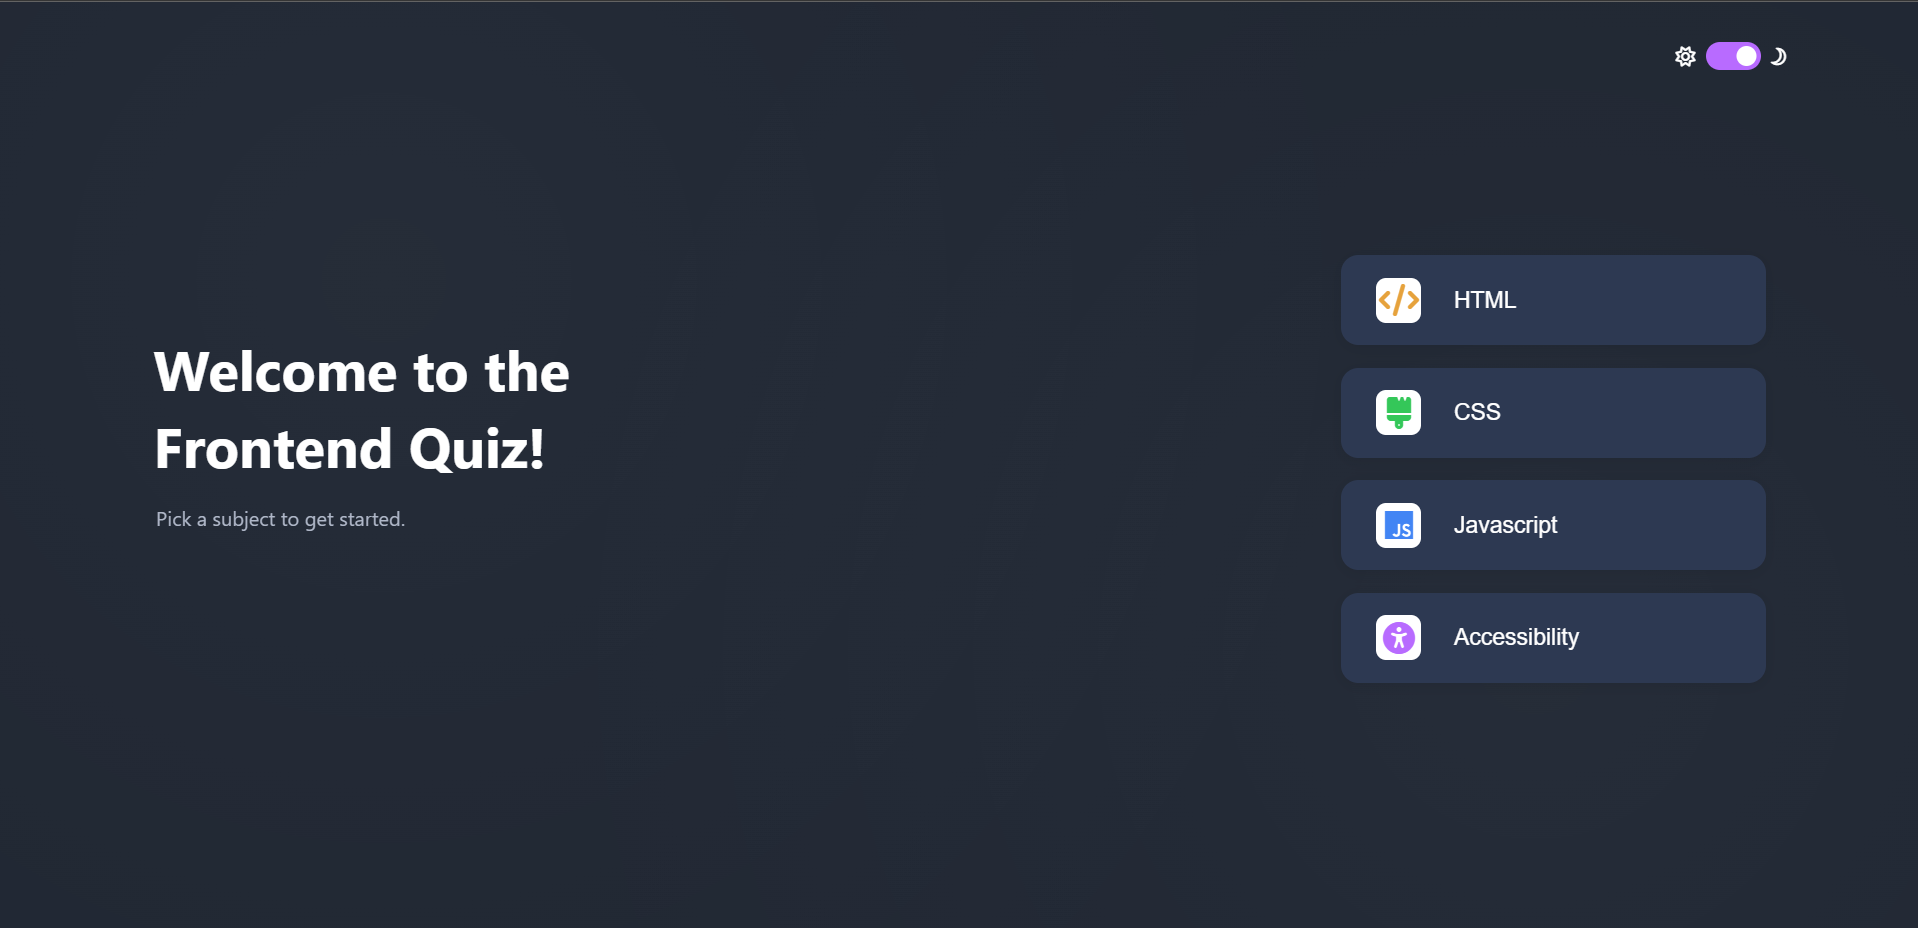 Welcome to the
Frontend Quiz!
Pick a subject to get started.
</> HTML
CSS
JS Javascript
Accessibility